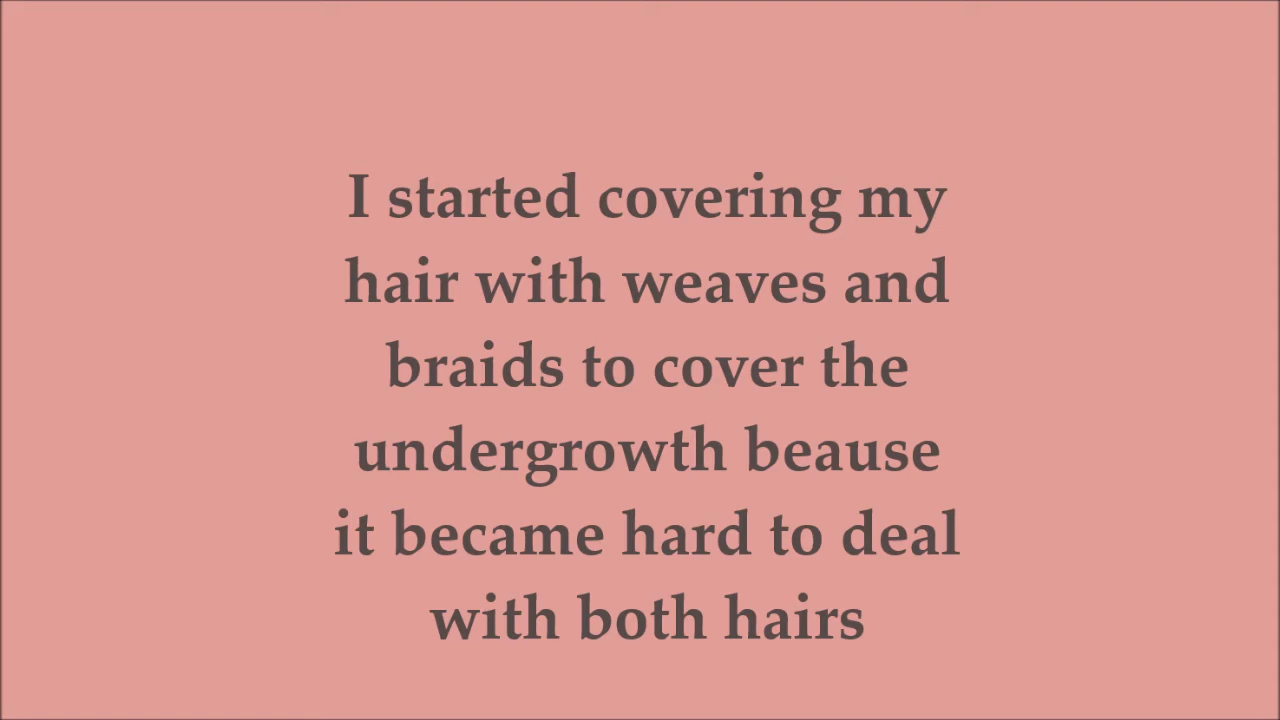 I started covering my
hair with weaves and
braids to cover the
undergrowth beause
it became hard to deal
with both hairs